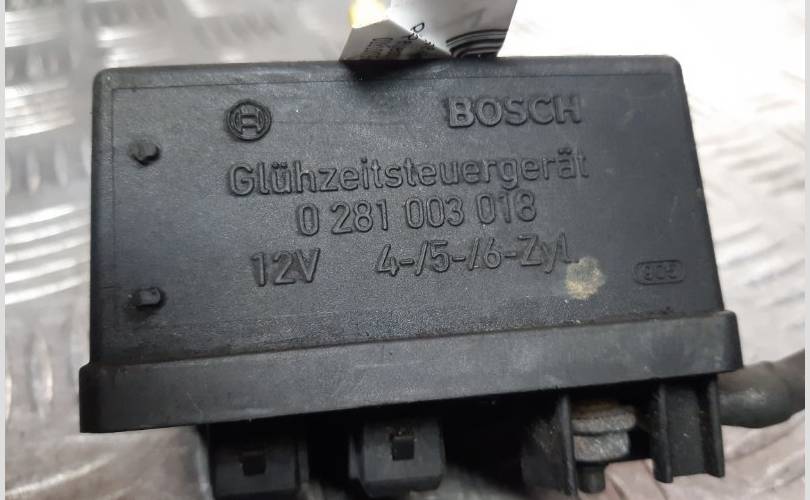 BOSCH
Glühzeitsteuergerät
0 281 003 018
12V 4-/5-/6-Zyl.